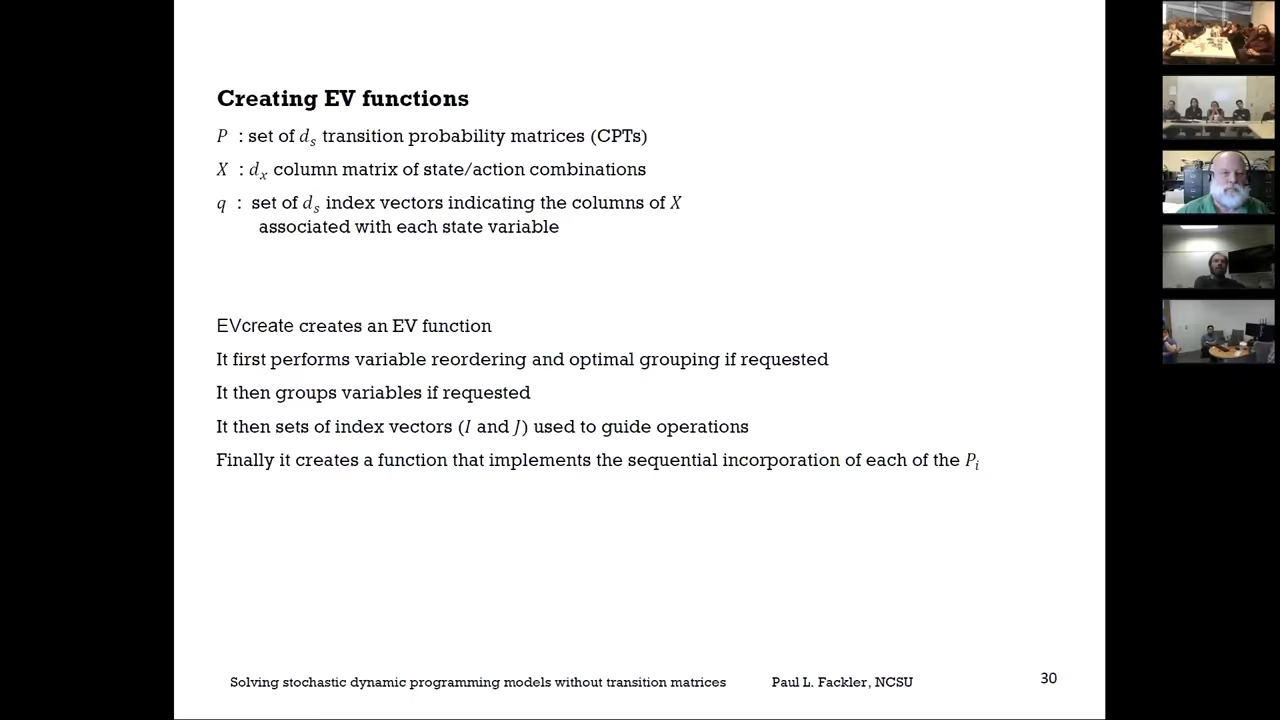 Creating EV functions
P : set of dₛ transition probability matrices (CPTs)
X : dₓ column matrix of state/action combinations
q : set of dₛ index vectors indicating the columns of X
associated with each state variable
EVcreate creates an EV function
It first performs variable reordering and optimal grouping if requested
It then groups variables if requested
It then sets of index vectors (I and J) used to guide operations
Finally it creates a function that implements the sequential incorporation of each of the Pᵢ
Solving stochastic dynamic programming models without transition matrices Paul L. Fackler, NCSU 30